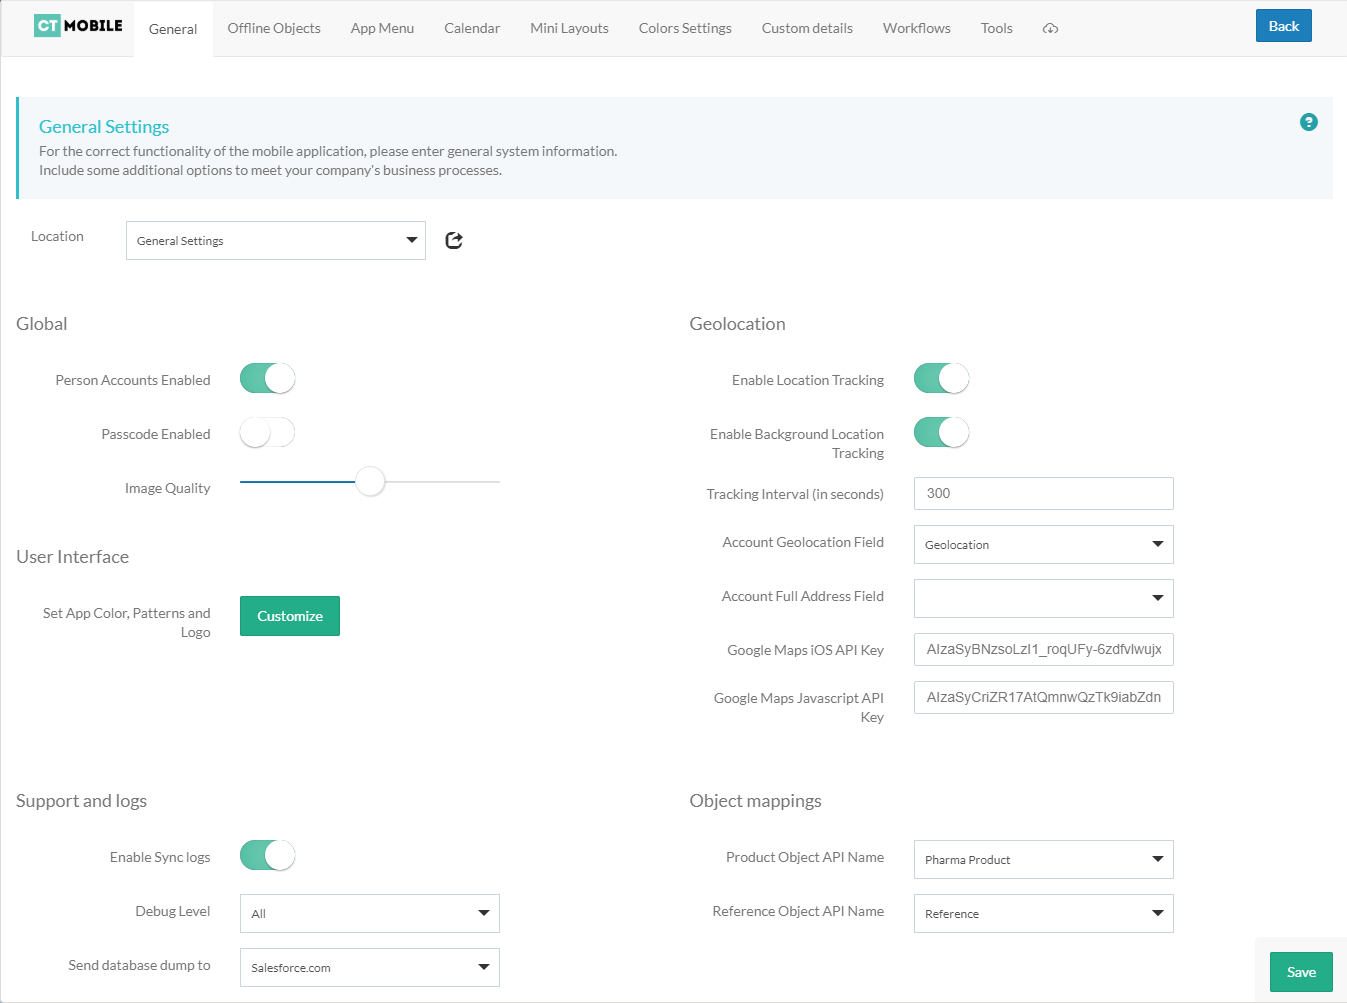 CT MOBILE
General
Offline Objects
App Menu
Calendar
Mini Layouts
Colors Settings
Custom details
Workflows
Tools
Back
General Settings
?
For the correct functionality of the mobile application, please enter general system information.
Include some additional options to meet your company's business processes.
Location
General Settings
Global
Person Accounts Enabled
Passcode Enabled
Image Quality
User Interface
Set App Color, Patterns and
Logo
Customize
Geolocation
Enable Location Tracking
Enable Background Location
Tracking
Tracking Interval (in seconds)
300
Account Geolocation Field
Geolocation
Account Full Address Field
Google Maps iOS API Key
AIzaSyBNzsoLzI1_roqUFy-6zdfvlwujx
Google Maps Javascript API
Key
AIzaSyCriZR17AtQmnwQzTk9iabZdn
Support and logs
Enable Sync logs
Debug Level
All
Send database dump to
Salesforce.com
Object mappings
Product Object API Name
Pharma Product
Reference Object API Name
Reference
Save